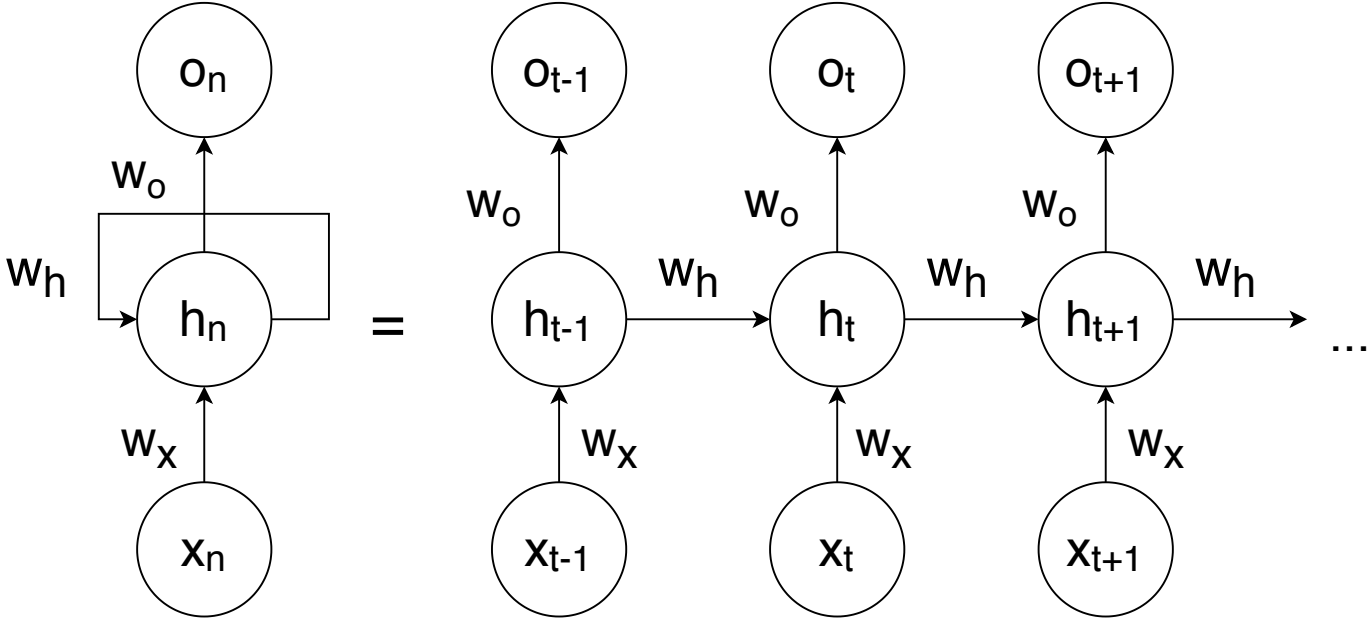 oₙ oₜ₋₁ oₜ oₜ₊₁
wₒ
wₒ wₒ wₒ
wₕ wₕ wₕ wₕ
hₙ = hₜ₋₁ hₜ hₜ₊₁
...
wₓ wₓ wₓ wₓ
xₙ xₜ₋₁ xₜ xₜ₊₁